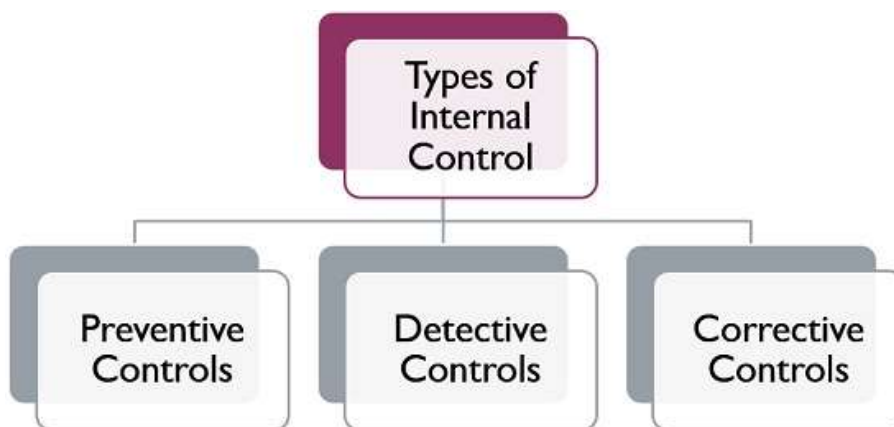 Types of
Internal
Control
Preventive
Controls
Detective
Controls
Corrective
Controls